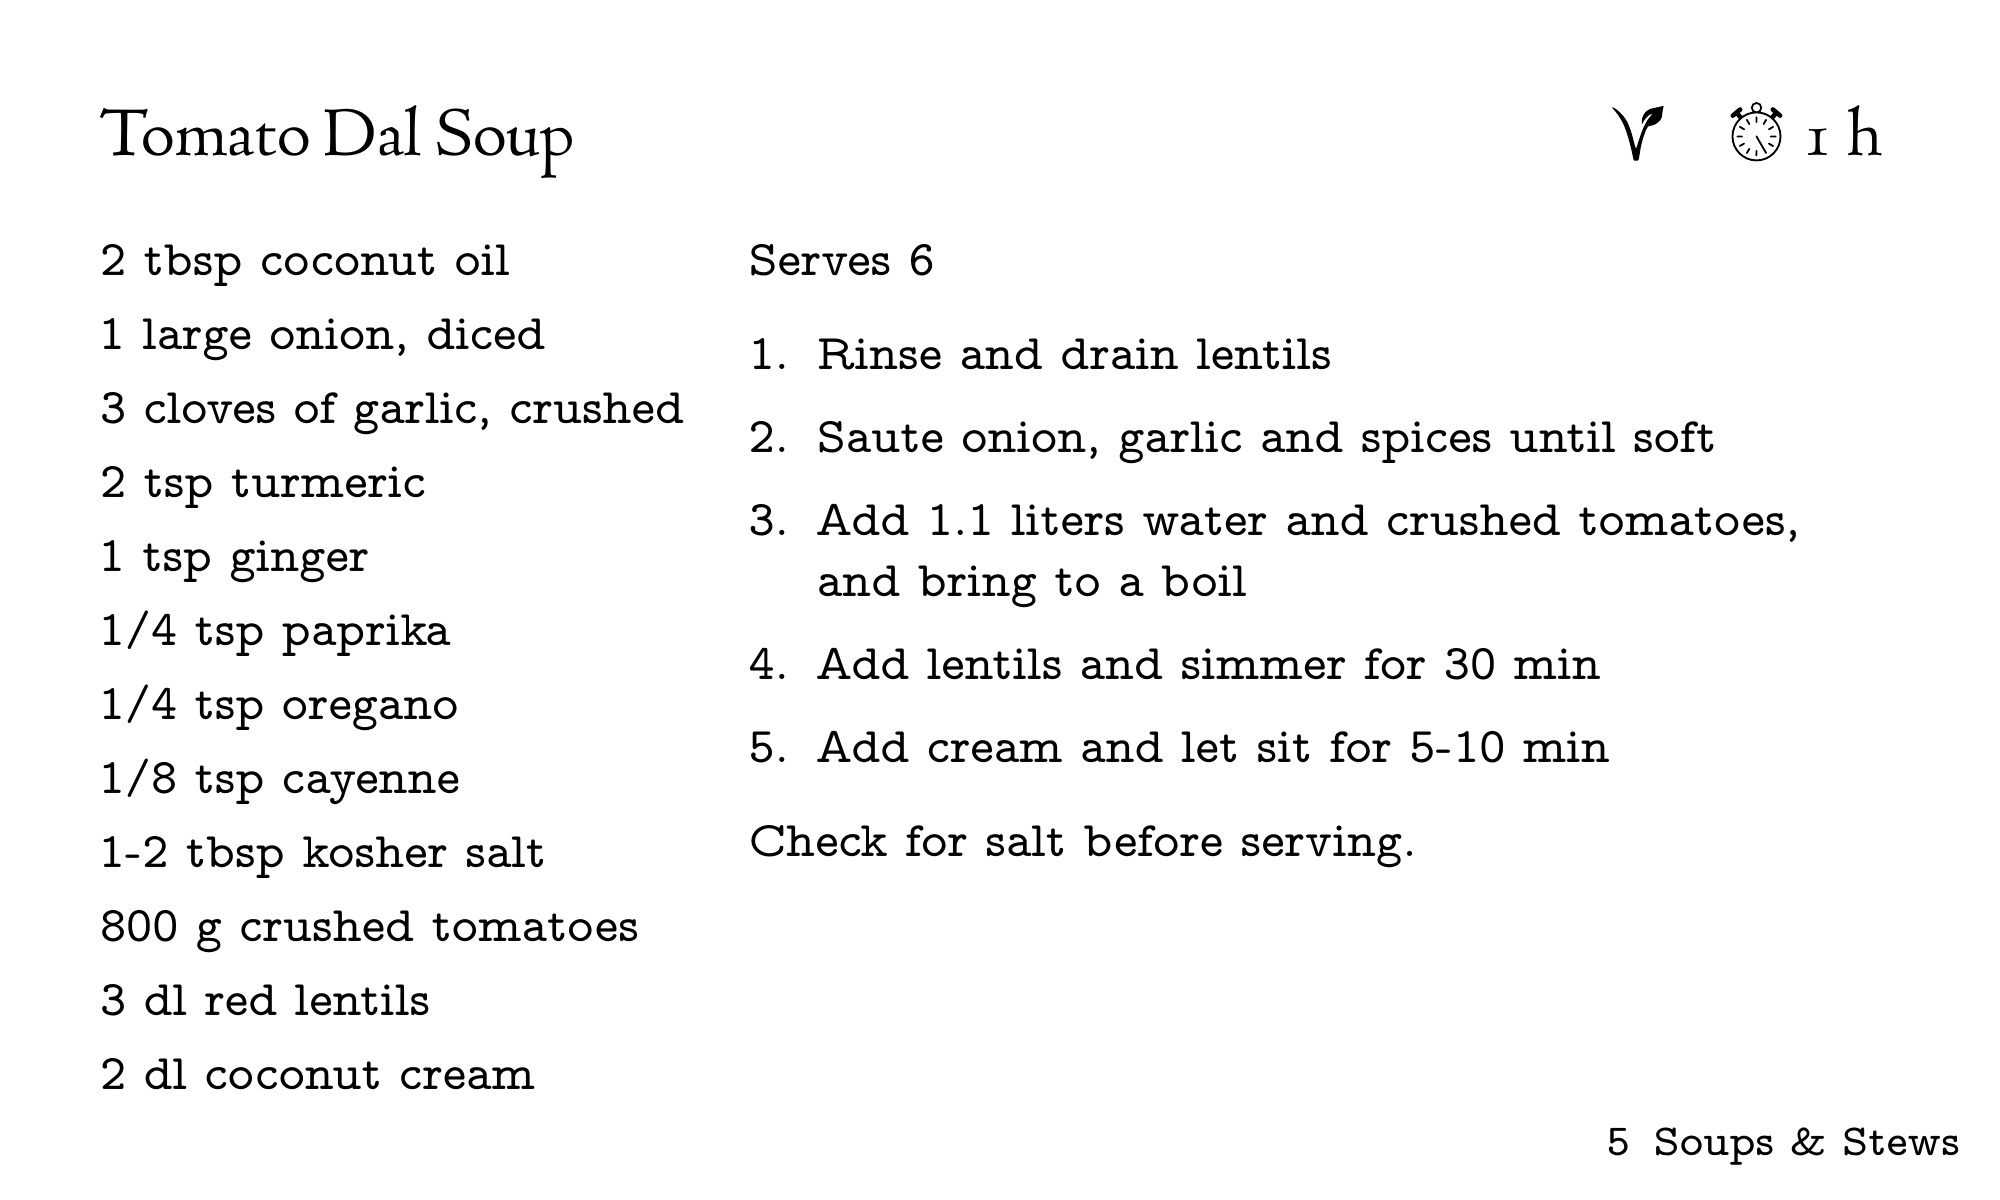 Tomato Dal Soup
1 h
2 tbsp coconut oil
1 large onion, diced
3 cloves of garlic, crushed
2 tsp turmeric
1 tsp ginger
1/4 tsp paprika
1/4 tsp oregano
1/8 tsp cayenne
1-2 tbsp kosher salt
800 g crushed tomatoes
3 dl red lentils
2 dl coconut cream
Serves 6
1. Rinse and drain lentils
2. Saute onion, garlic and spices until soft
3. Add 1.1 liters water and crushed tomatoes,
and bring to a boil
4. Add lentils and simmer for 30 min
5. Add cream and let sit for 5-10 min
Check for salt before serving.
5 Soups & Stews